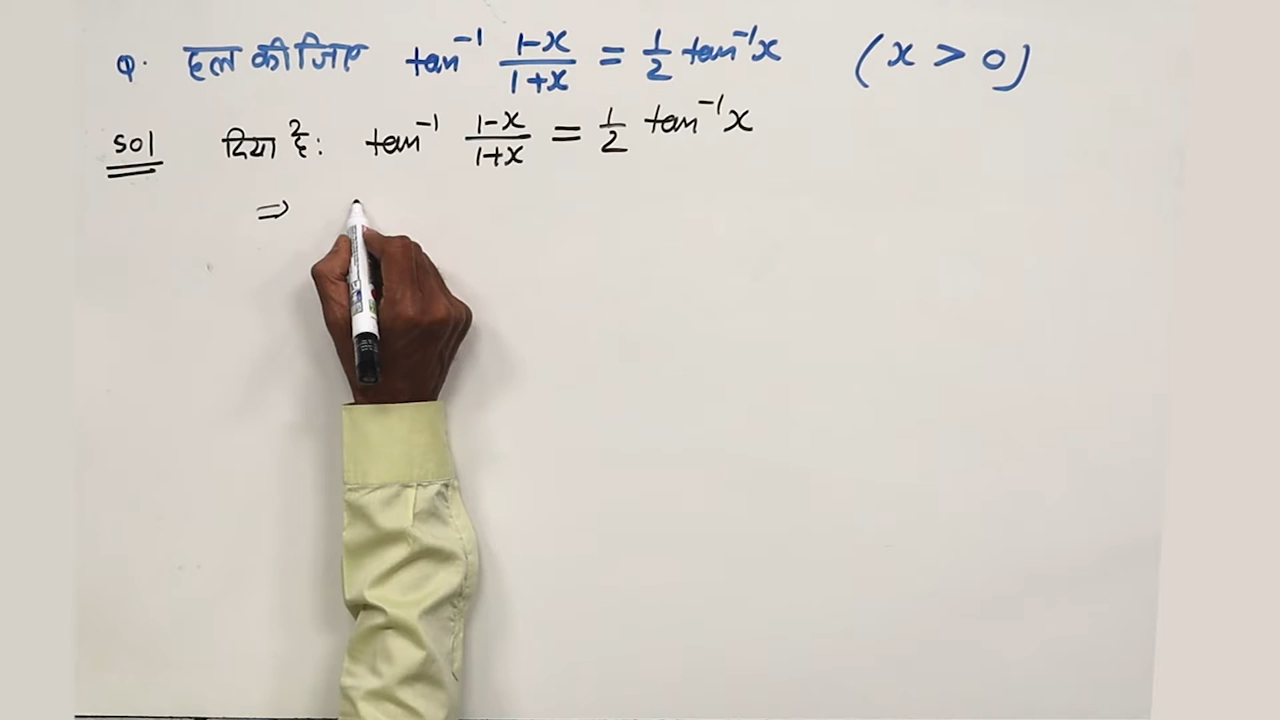 Q. हल कीजिए tan⁻¹ (1-x)/(1+x) = 1/2 tan⁻¹x (x > 0)
Sol दिया है: tan⁻¹ (1-x)/(1+x) = 1/2 tan⁻¹x
⇒